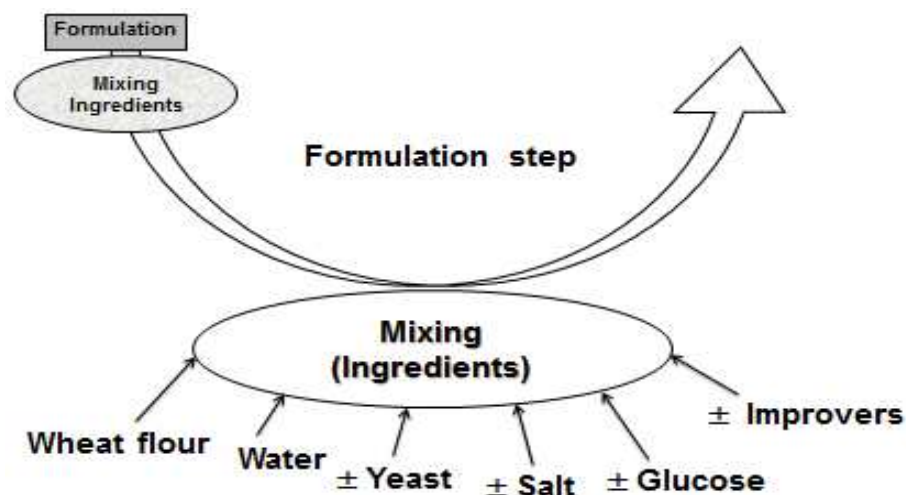 Formulation
Mixing
Ingredients
Formulation step
Mixing
(Ingredients)
Wheat flour
Water
± Yeast
± Salt
± Glucose
± Improvers